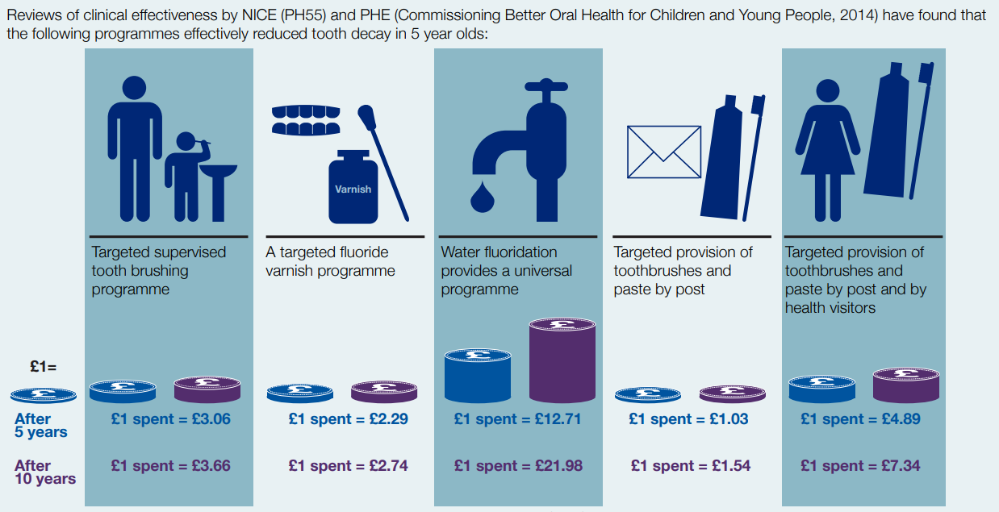 Reviews of clinical effectiveness by NICE (PH55) and PHE (Commissioning Better Oral Health for Children and Young People, 2014) have found that
the following programmes effectively reduced tooth decay in 5 year olds:
Varnish
Targeted supervised
tooth brushing
programme
A targeted fluoride
varnish programme
Water fluoridation
provides a universal
programme
Targeted provision of
toothbrushes and
paste by post
Targeted provision of
toothbrushes and
paste by post and by
health visitors
£1=
£
£
£
£
£
£
£
£
£
£
£
After
5 years
£1 spent = £3.06
£1 spent = £2.29
£1 spent = £12.71
£1 spent = £1.03
£1 spent = £4.89
After
10 years
£1 spent = £3.66
£1 spent = £2.74
£1 spent = £21.98
£1 spent = £1.54
£1 spent = £7.34